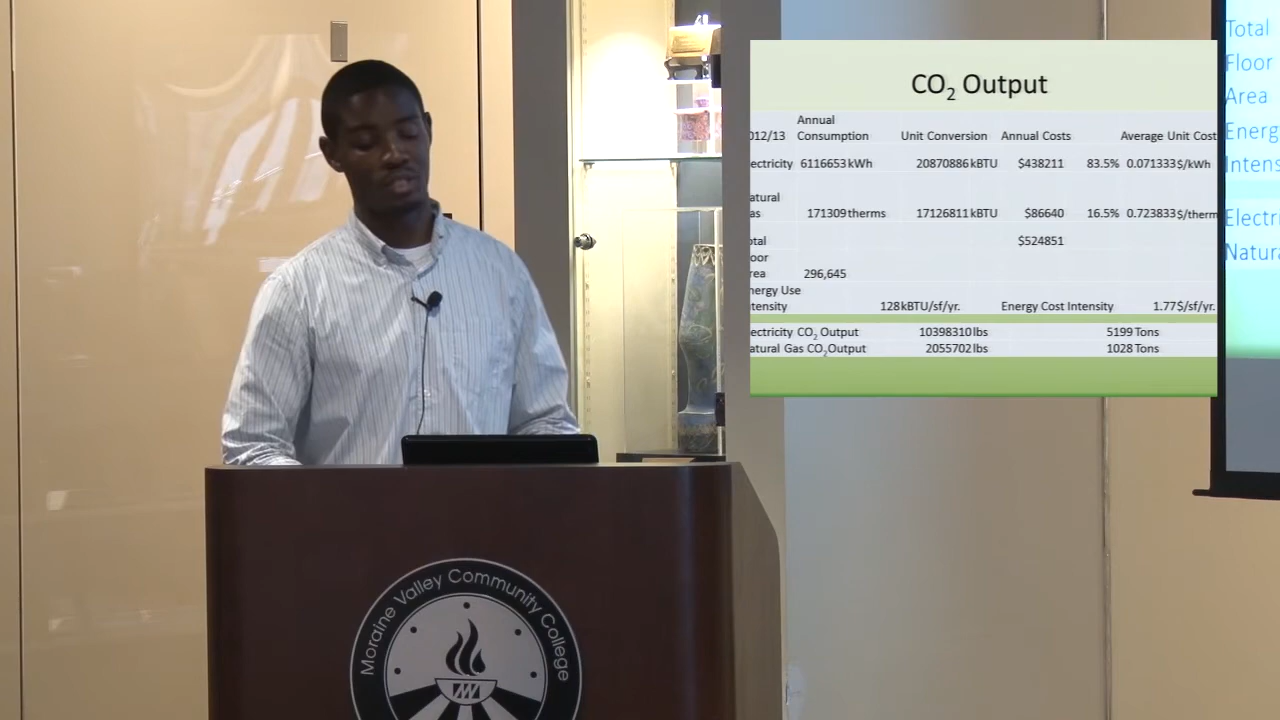 CO₂ Output
Annual
012/13 Consumption Unit Conversion Annual Costs Average Unit Cost
ectricity 6116653 kWh 20870886 kBTU $438211 83.5% 0.071333 $/kWh
atural
as 171309 therms 17126811 kBTU $86640 16.5% 0.723833 $/therm
otal $524851
oor
rea 296,645
nergy Use
tensity 128 kBTU/sf/yr. Energy Cost Intensity 1.77 $/sf/yr.
ectricity CO₂ Output 10398310 lbs 5199 Tons
atural Gas CO₂Output 2055702 lbs 1028 Tons
Total
Floor
Area
Energ
Intens
Electri
Natura
Moraine Valley Community College